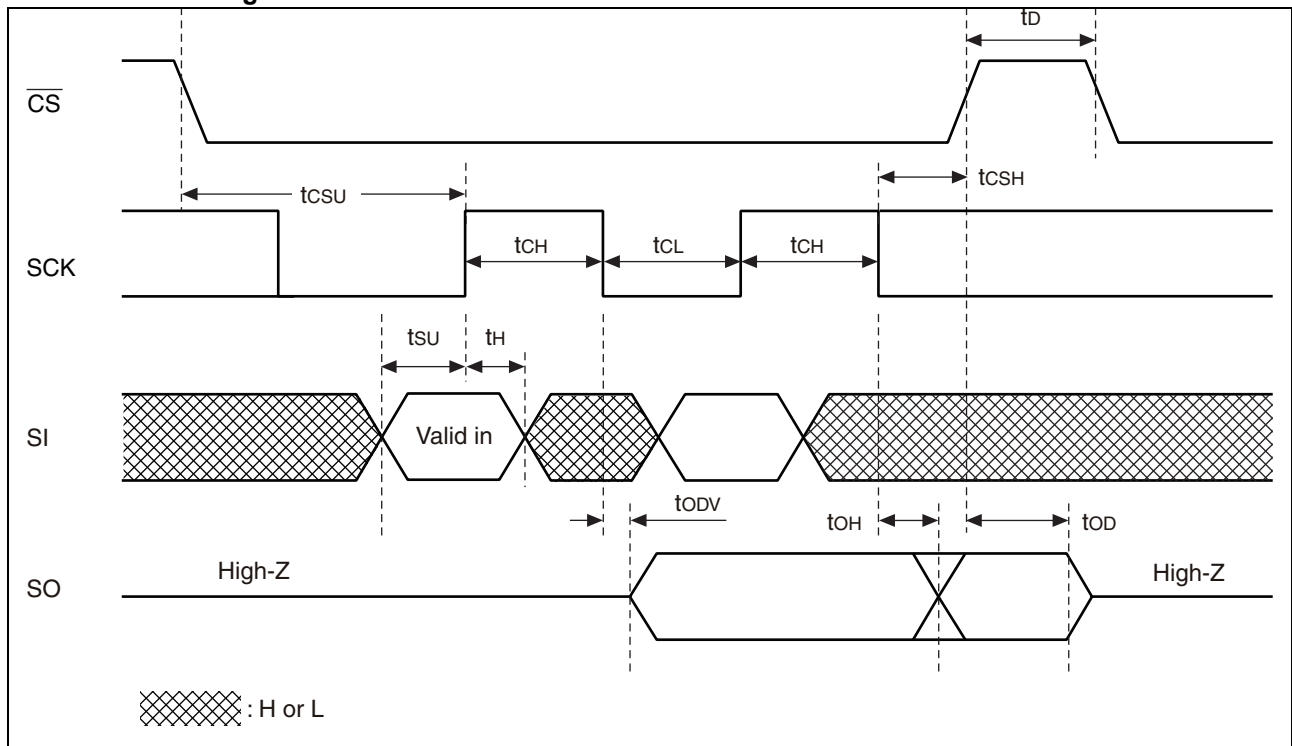 tD
CS
tCSU
tCSH
SCK
tCH
tCL
tCH
tSU
tH
SI
Valid in
tODV
tOH
tOD
SO
High-Z
High-Z
: H or L